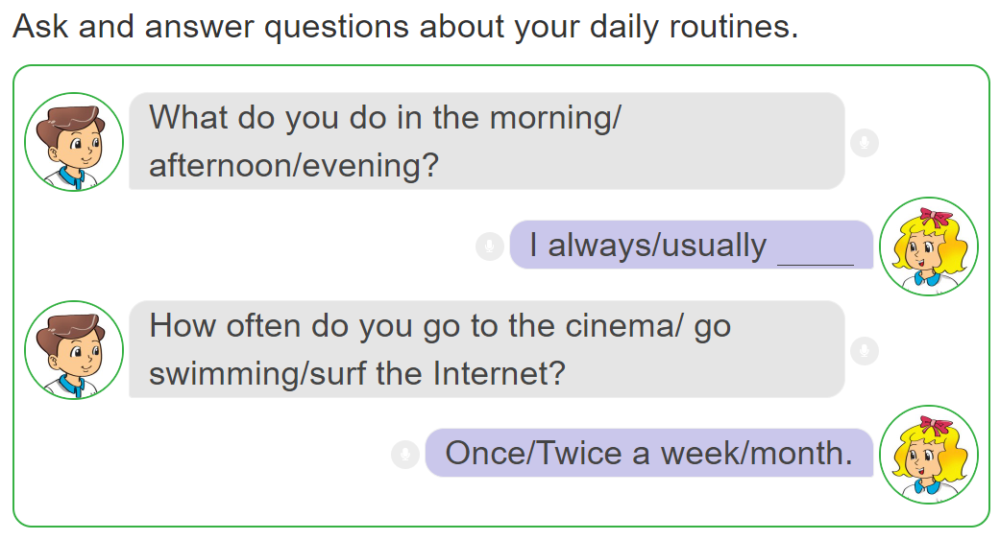 Ask and answer questions about your daily routines.
What do you do in the morning/
afternoon/evening?
I always/usually _____
How often do you go to the cinema/ go
swimming/surf the Internet?
Once/Twice a week/month.